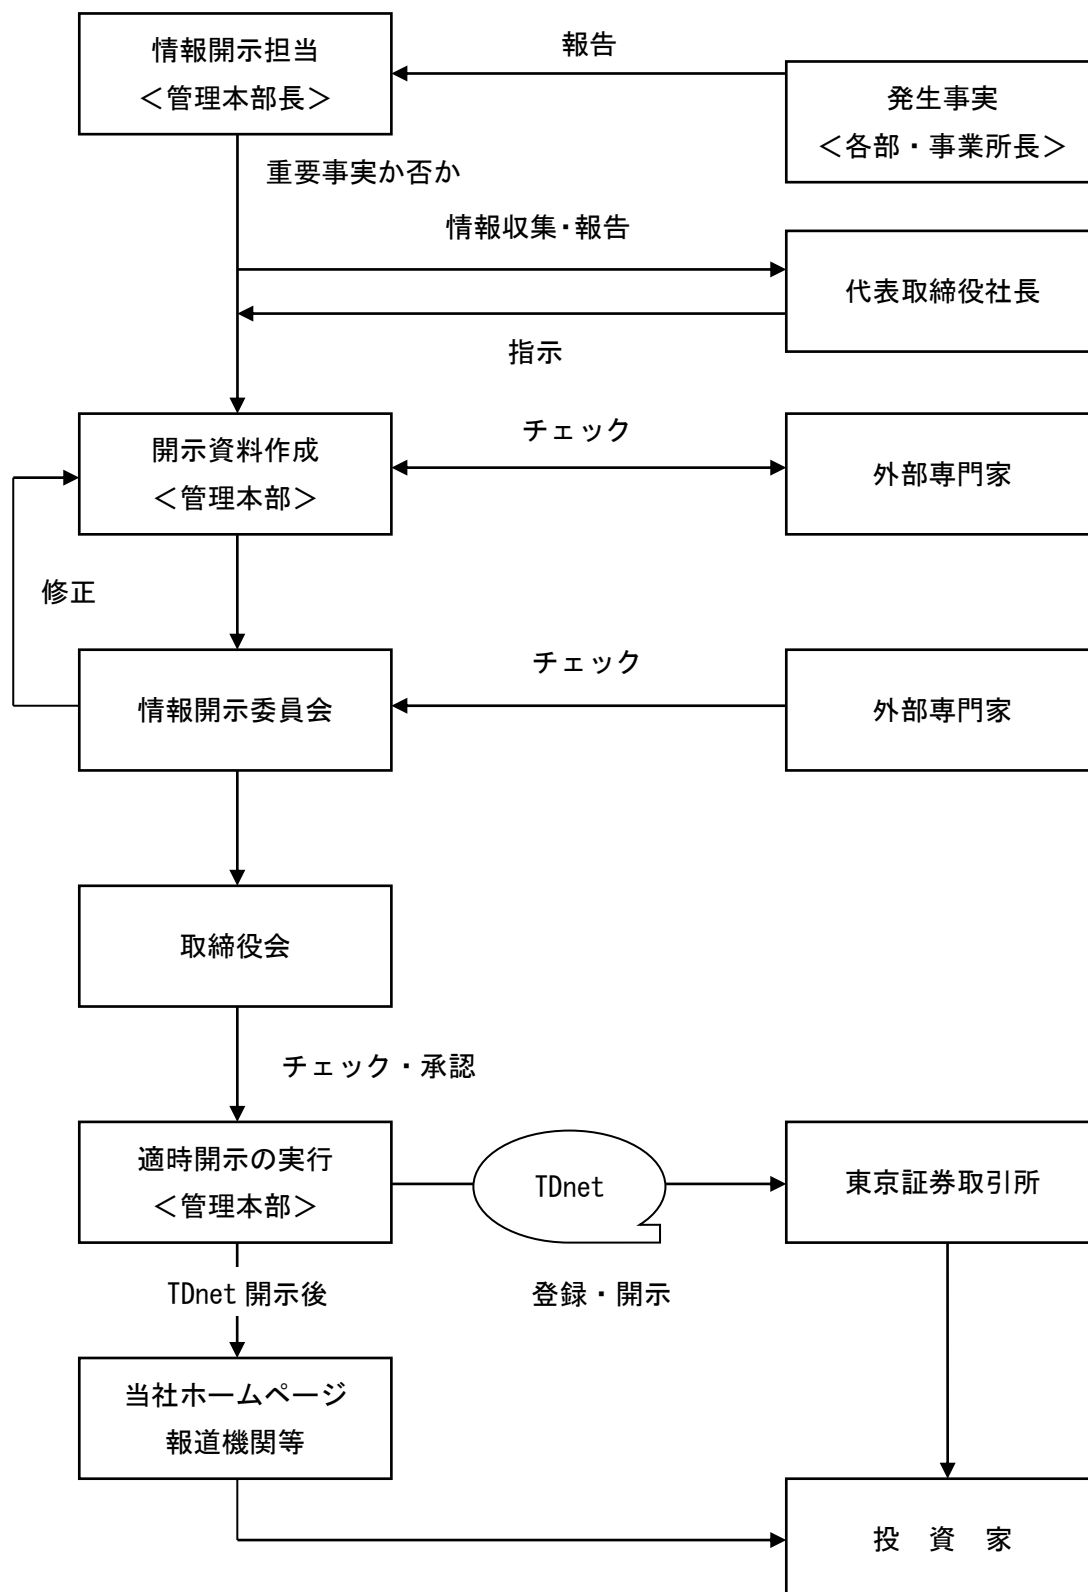 情報開示担当
＜管理本部長＞
報告
発生事実
＜各部・事業所長＞
重要事実か否か
情報収集・報告
代表取締役社長
指示
開示資料作成
＜管理本部＞
チェック
外部専門家
修正
情報開示委員会
チェック
外部専門家
取締役会
チェック・承認
適時開示の実行
＜管理本部＞
TDnet
東京証券取引所
TDnet 開示後
登録・開示
当社ホームページ
報道機関等
投　資　家